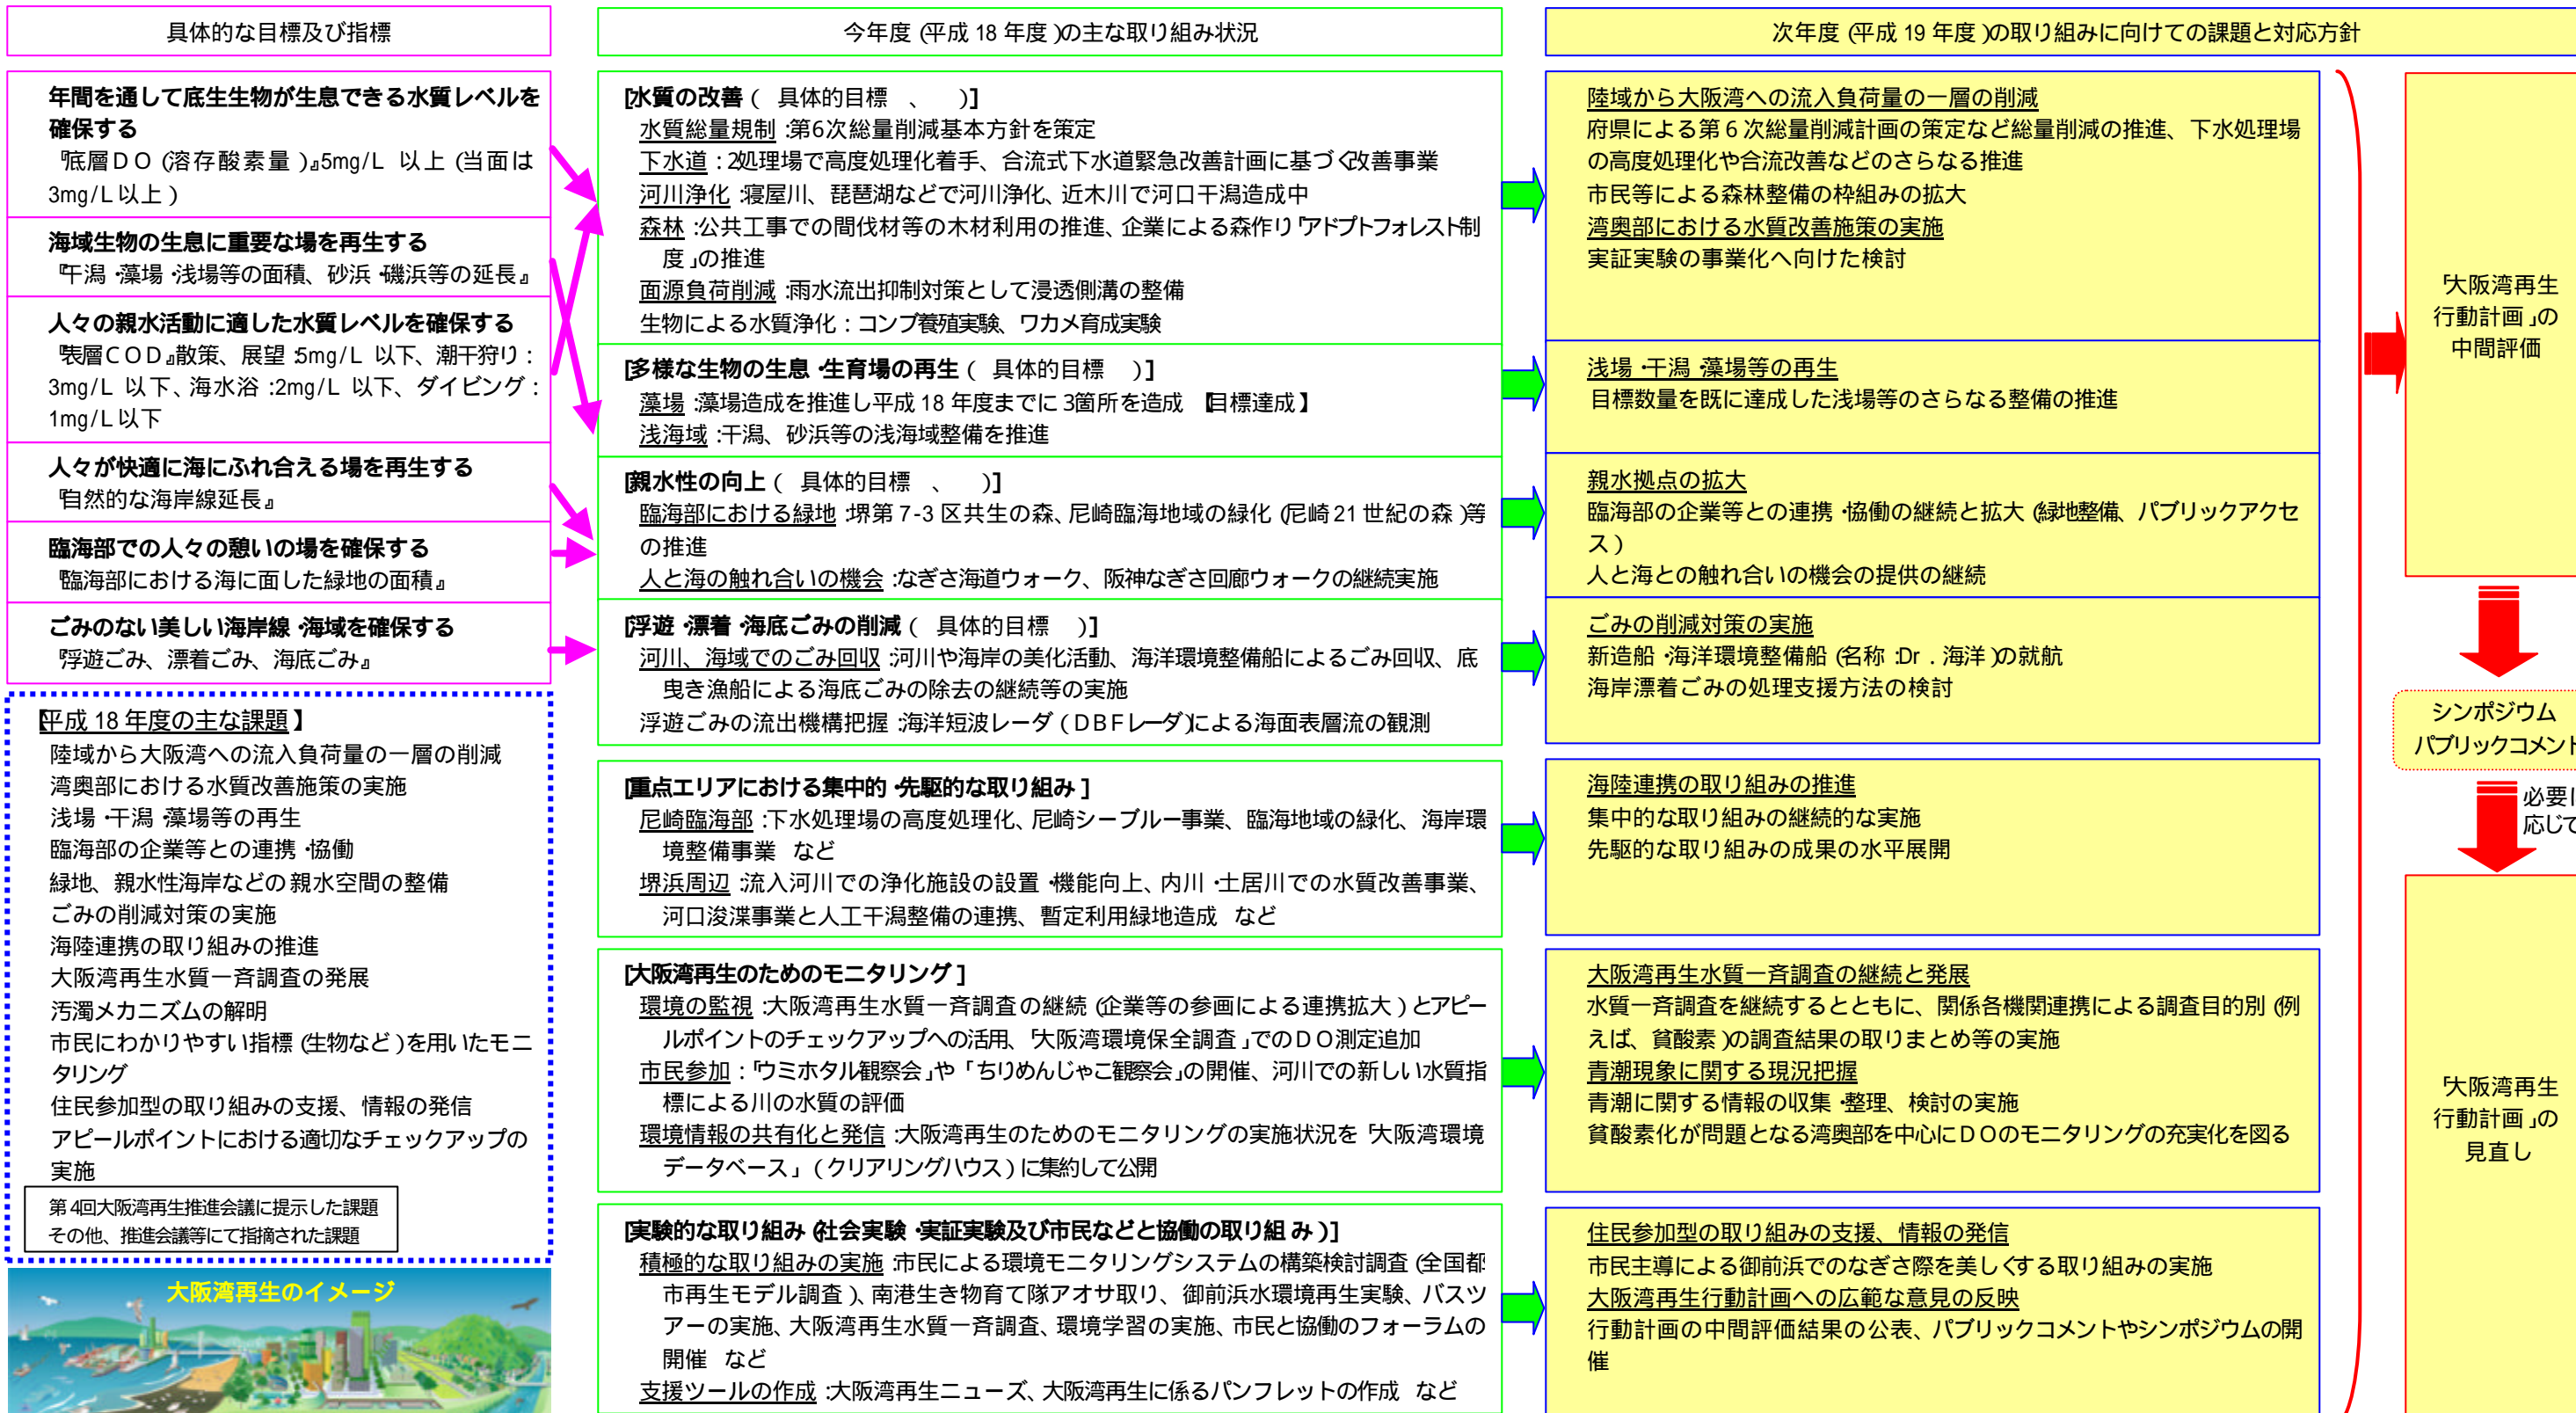 具体的な目標及び指標
年間を通して底生生物が生息できる水質レベルを
確保する
『底層ＤＯ（溶存酸素量）』5mg/L 以上（当面は
3mg/L以上）
海域生物の生息に重要な場を再生する
『干潟・藻場・浅場等の面積、砂浜・磯浜等の延長』
人々の親水活動に適した水質レベルを確保する
『表層ＣＯＤ』散策、展望：5mg/L 以下、潮干狩り：
3mg/L 以下、海水浴：2mg/L 以下、ダイビング：
1mg/L以下
人々が快適に海にふれ合える場を再生する
『自然的な海岸線延長』
臨海部での人々の憩いの場を確保する
『臨海部における海に面した緑地の面積』
ごみのない美しい海岸線・海域を確保する
『浮遊ごみ、漂着ごみ、海底ごみ』
【平成 18 年度の主な課題】
陸域から大阪湾への流入負荷量の一層の削減
湾奥部における水質改善施策の実施
浅場・干潟・藻場等の再生
臨海部の企業等との連携・協働
緑地、親水性海岸などの親水空間の整備
ごみの削減対策の実施
海陸連携の取り組みの推進
大阪湾再生水質一斉調査の発展
汚濁メカニズムの解明
市民にわかりやすい指標（生物など）を用いたモニ
タリング
住民参加型の取り組みの支援、情報の発信
アピールポイントにおける適切なチェックアップの
実施
第4回大阪湾再生推進会議に提示した課題
その他、推進会議等にて指摘された課題
大阪湾再生のイメージ
今年度（平成 18 年度）の主な取り組み状況
[水質の改善（ 具体的目標 、 ）]
水質総量規制：第6次総量削減基本方針を策定
下水道：2処理場で高度処理化着手、合流式下水道緊急改善計画に基づく改善事業
河川浄化：寝屋川、琵琶湖などで河川浄化、近木川で河口干潟造成中
森林：公共工事での間伐材等の木材利用の推進、企業による森作り「アドプトフォレスト制
度」の推進
面源負荷削減：雨水流出抑制対策として浸透側溝の整備
生物による水質浄化：コンブ養殖実験、ワカメ育成実験
[多様な生物の生息・生育場の再生（ 具体的目標 ）]
藻場：藻場造成を推進し平成 18 年度までに3箇所を造成 【目標達成】
浅海域：干潟、砂浜等の浅海域整備を推進
[親水性の向上（ 具体的目標 、 ）]
臨海部における緑地：堺第 7-3 区共生の森、尼崎臨海地域の緑化（尼崎21世紀の森）等
の推進
人と海の触れ合いの機会：なぎさ海道ウォーク、阪神なぎさ回廊ウォークの継続実施
[浮遊・漂着・海底ごみの削減（ 具体的目標 ）]
河川、海域でのごみ回収：河川や海岸の美化活動、海洋環境整備船によるごみ回収、底
曳き漁船による海底ごみの除去の継続等の実施
浮遊ごみの流出機構把握：海洋短波レーダ（ＤＢＦレーダ）による海面表層流の観測
[重点エリアにおける集中的・先駆的な取り組み]
尼崎臨海部：下水処理場の高度処理化、尼崎シーブルー事業、臨海地域の緑化、海岸環
境整備事業 など
堺浜周辺：流入河川での浄化施設の設置・機能向上、内川・土居川での水質改善事業、
河口浚渫事業と人工干潟整備の連携、暫定利用緑地造成 など
[大阪湾再生のためのモニタリング]
環境の監視：大阪湾再生水質一斉調査の継続（企業等の参画による連携拡大）とアピー
ルポイントのチェックアップへの活用、「大阪湾環境保全調査」でのＤＯ測定追加
市民参加：「ウミホタル観察会」や「ちりめんじゃこ観察会」の開催、河川での新しい水質指
標による川の水質の評価
環境情報の共有化と発信：大阪湾再生のためのモニタリングの実施状況を「大阪湾環境
データベース」（クリアリングハウス）に集約して公開
[実験的な取り組み（社会実験・実証実験及び市民などと協働の取り組み）]
積極的な取り組みの実施：市民による環境モニタリングシステムの構築検討調査（全国都
市再生モデル調査）、南港生き物育て隊アオサ取り、御前浜水環境再生実験、バスツ
アーの実施、大阪湾再生水質一斉調査、環境学習の実施、市民と協働のフォーラムの
開催 など
支援ツールの作成：大阪湾再生ニューズ、大阪湾再生に係るパンフレットの作成 など
次年度（平成 19 年度）の取り組みに向けての課題と対応方針
陸域から大阪湾への流入負荷量の一層の削減
府県による第６次総量削減計画の策定など総量削減の推進、下水処理場
の高度処理化や合流改善などのさらなる推進
市民等による森林整備の枠組みの拡大
湾奥部における水質改善施策の実施
実証実験の事業化へ向けた検討
浅場・干潟・藻場等の再生
目標数量を既に達成した浅場等のさらなる整備の推進
親水拠点の拡大
臨海部の企業等との連携・協働の継続と拡大（緑地整備、パブリックアクセ
ス）
人と海との触れ合いの機会の提供の継続
ごみの削減対策の実施
新造船・海洋環境整備船（名称：Dr．海洋）の就航
海岸漂着ごみの処理支援方法の検討
海陸連携の取り組みの推進
集中的な取り組みの継続的な実施
先駆的な取り組みの成果の水平展開
大阪湾再生水質一斉調査の継続と発展
水質一斉調査を継続するとともに、関係各機関連携による調査目的別（例
えば、貧酸素）の調査結果の取りまとめ等の実施
青潮現象に関する現況把握
青潮に関する情報の収集・整理、検討の実施
貧酸素化が問題となる湾奥部を中心にＤＯのモニタリングの充実化を図る
住民参加型の取り組みの支援、情報の発信
市民主導による御前浜でのなぎさ際を美しくする取り組みの実施
大阪湾再生行動計画への広範な意見の反映
行動計画の中間評価結果の公表、パブリックコメントやシンポジウムの開
催
「大阪湾再生
行動計画」の
中間評価
シンポジウム
パブリックコメント
必要に
応じて
「大阪湾再生
行動計画」の
見直し